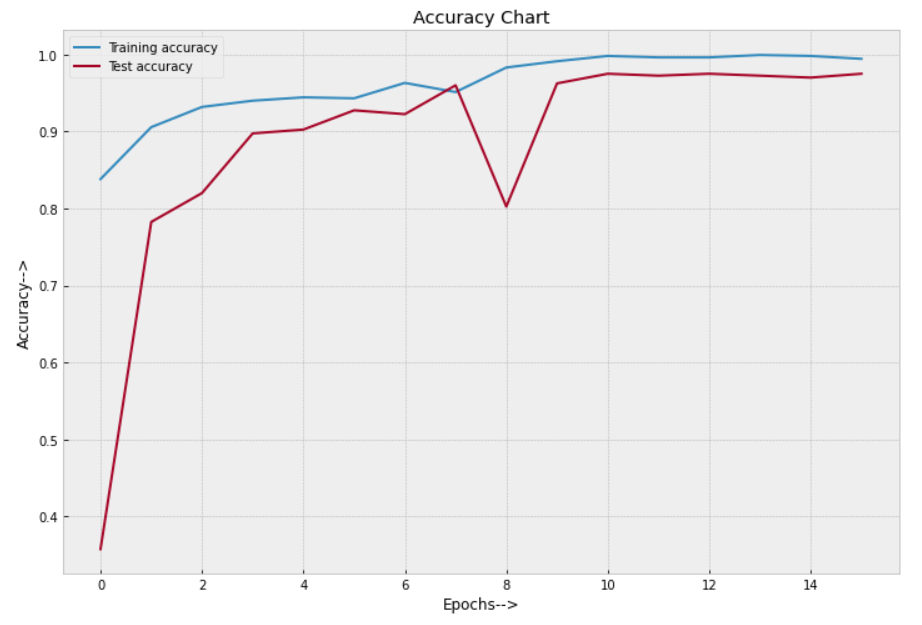 Accuracy Chart
Training accuracy
Test accuracy
1.0
0.9
0.8
0.7
0.6
0.5
0.4
Accuracy-->
0 2 4 6 8 10 12 14
Epochs-->